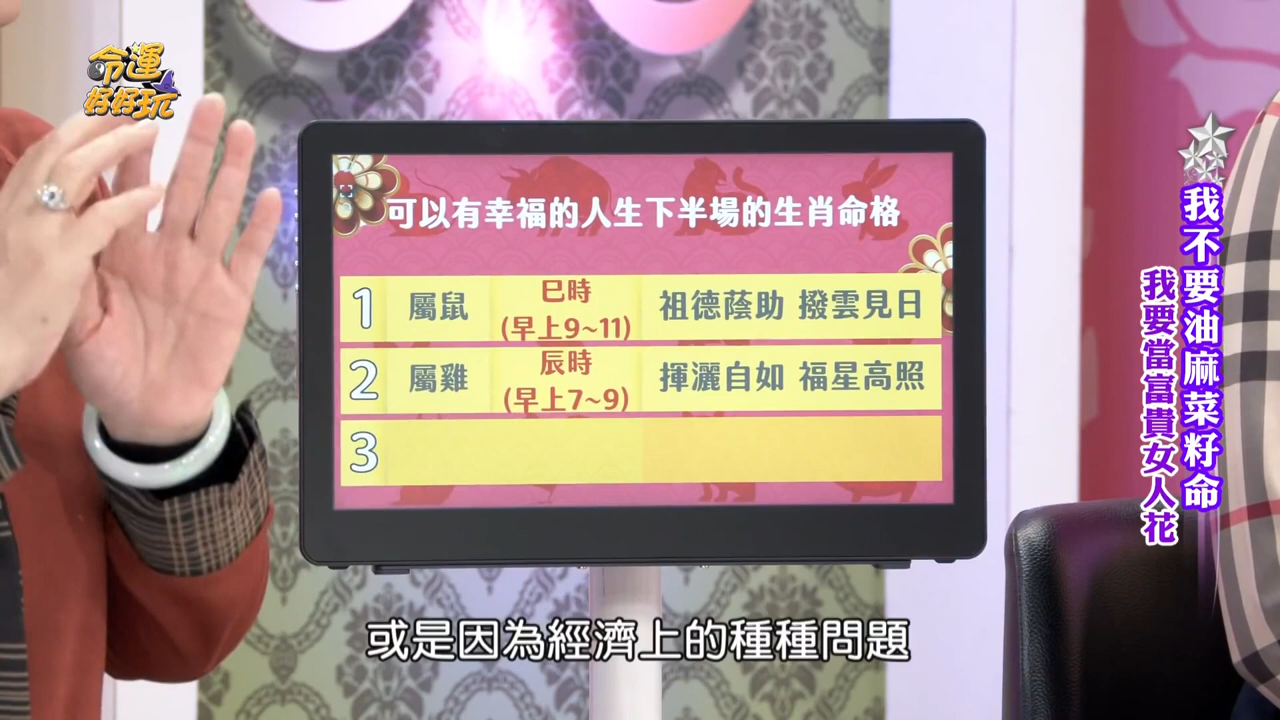 命運
好好玩
可以有幸福的人生下半場的生肖命格
1 屬鼠 巳時 (早上9~11) 祖德蔭助 撥雲見日
2 屬雞 辰時 (早上7~9) 揮灑自如 福星高照
3
我不要油麻菜籽命
我要當富貴女人花
或是因為經濟上的種種問題